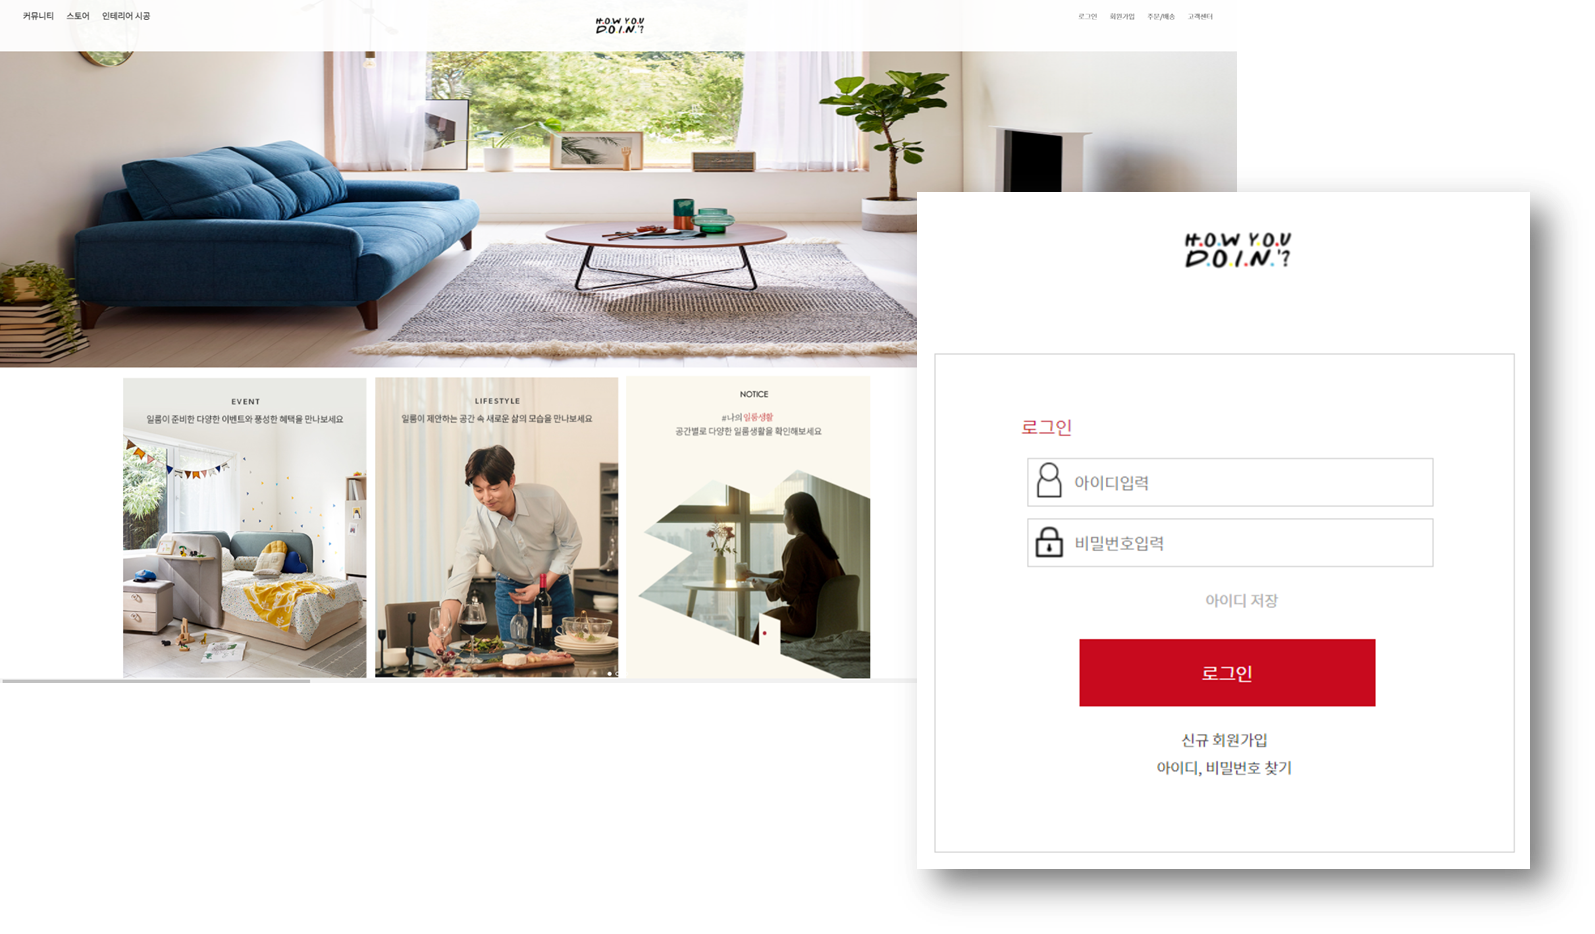 커뮤니티 스토어 인테리어 시공
H.O.W Y.O.U
D.O.I.N.'?
로그인 회원가입 주문/배송 고객센터
EVENT
일룸이 준비한 다양한 이벤트와 풍성한 혜택을 만나보세요
LIFESTYLE
일룸이 제안하는 공간 속 새로운 삶의 모습을 만나보세요
NOTICE
#나의일룸생활
공간별로 다양한 일룸생활을 확인해보세요
H.O.W Y.O.U
D.O.I.N.'?
로그인
아이디입력
비밀번호입력
아이디 저장
로그인
신규 회원가입
아이디, 비밀번호 찾기